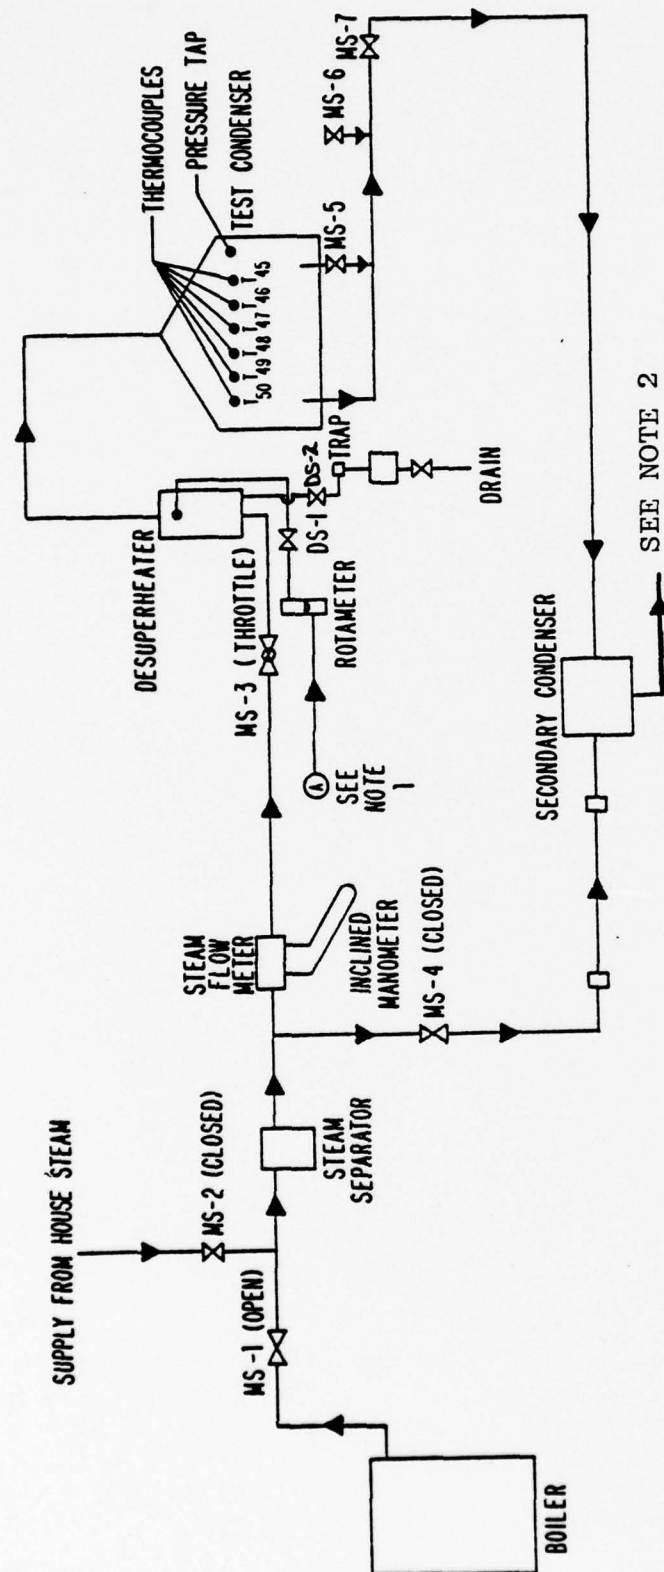 SUPPLY FROM HOUSE STEAM
MS-2 (CLOSED)
MS-1 (OPEN)
BOILER
STEAM
SEPARATOR
STEAM
FLOW
METER
INCLINED
MANOMETER
MS-4 (CLOSED)
DESUPERHEATER
MS-3 (THROTTLE)
A
SEE
NOTE
1
ROTAMETER
DS-1
DS-2
TRAP
DRAIN
THERMOCOUPLES
PRESSURE TAP
TEST CONDENSER
T50
T49
T48
T47
T46
T45
MS-5
MS-6
MS-7
SECONDARY CONDENSER
SEE NOTE 2